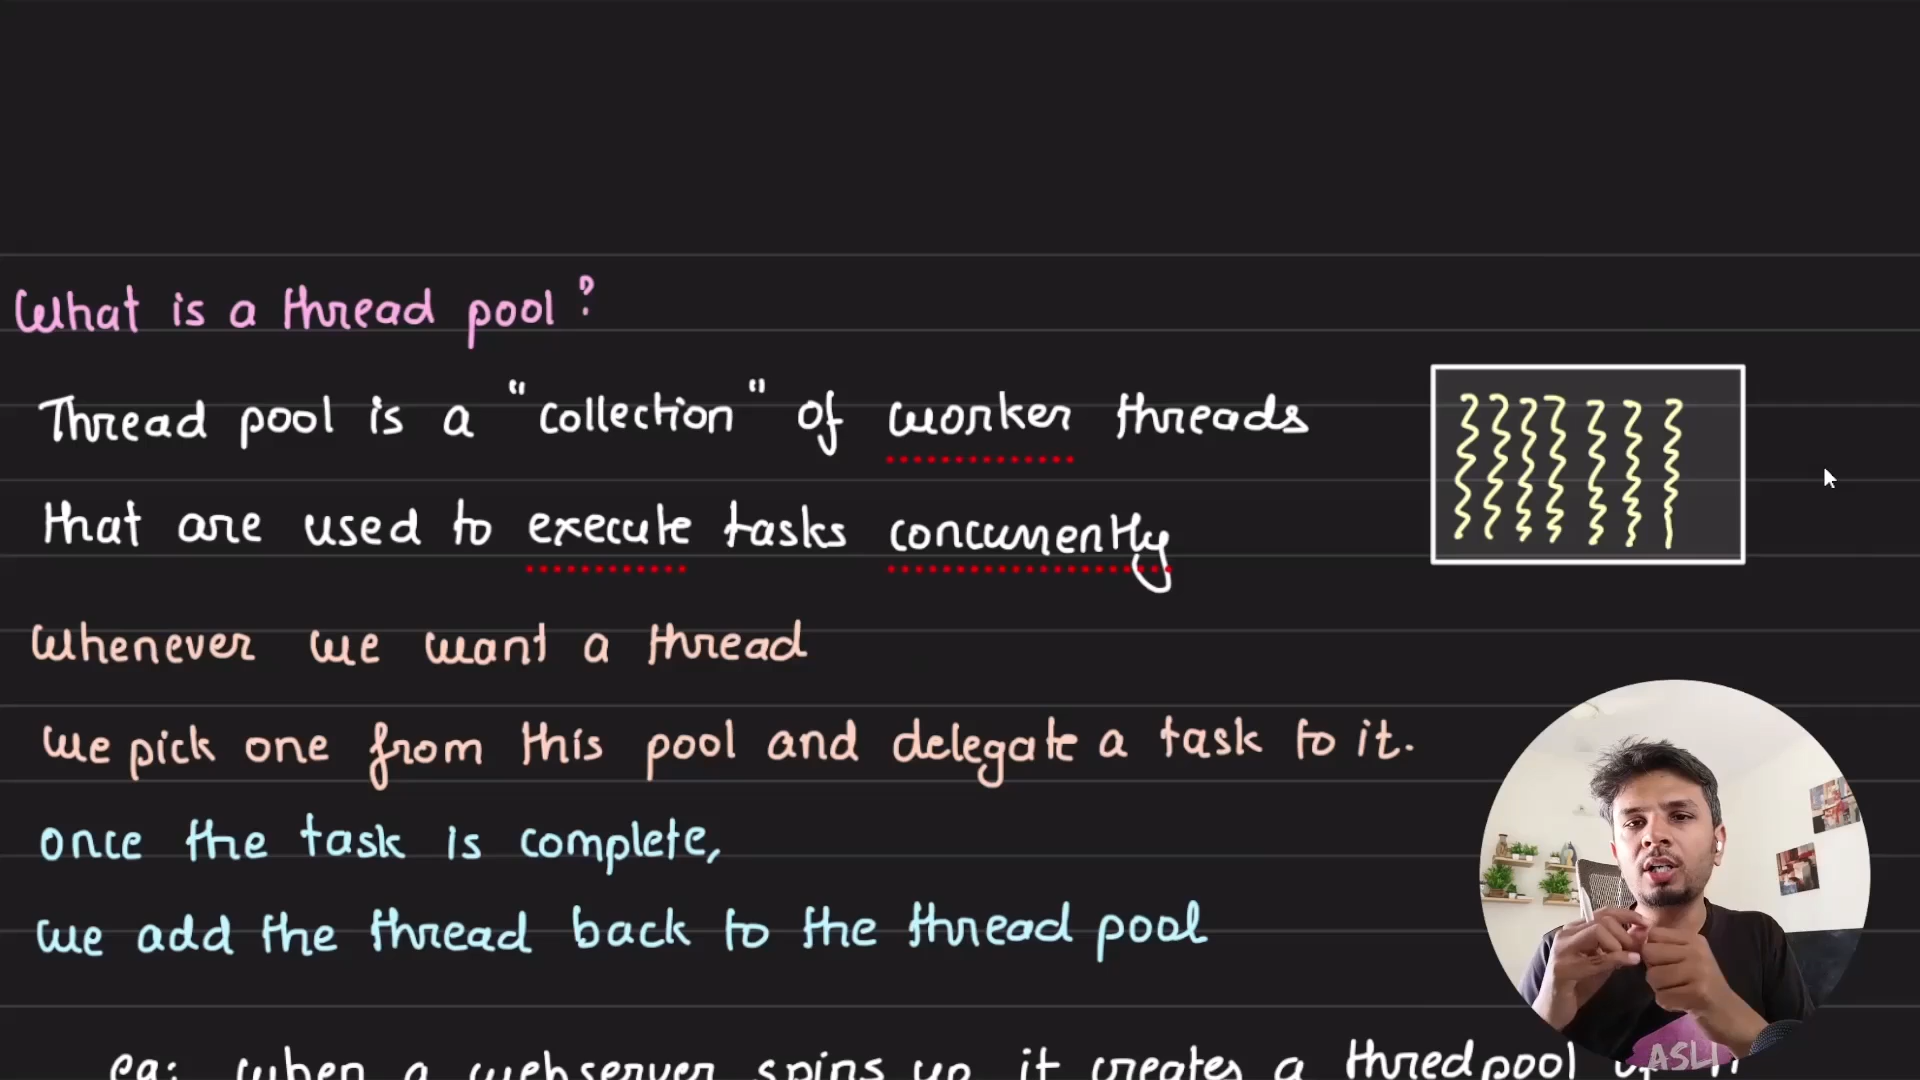 What is a thread pool?
Thread pool is a "collection" of worker threads
that are used to execute tasks concurrently
Whenever we want a thread
we pick one from this pool and delegate a task to it.
once the task is complete,
we add the thread back to the thread pool
eg: when a webserver spins up it creates a thredpool of
ASLI